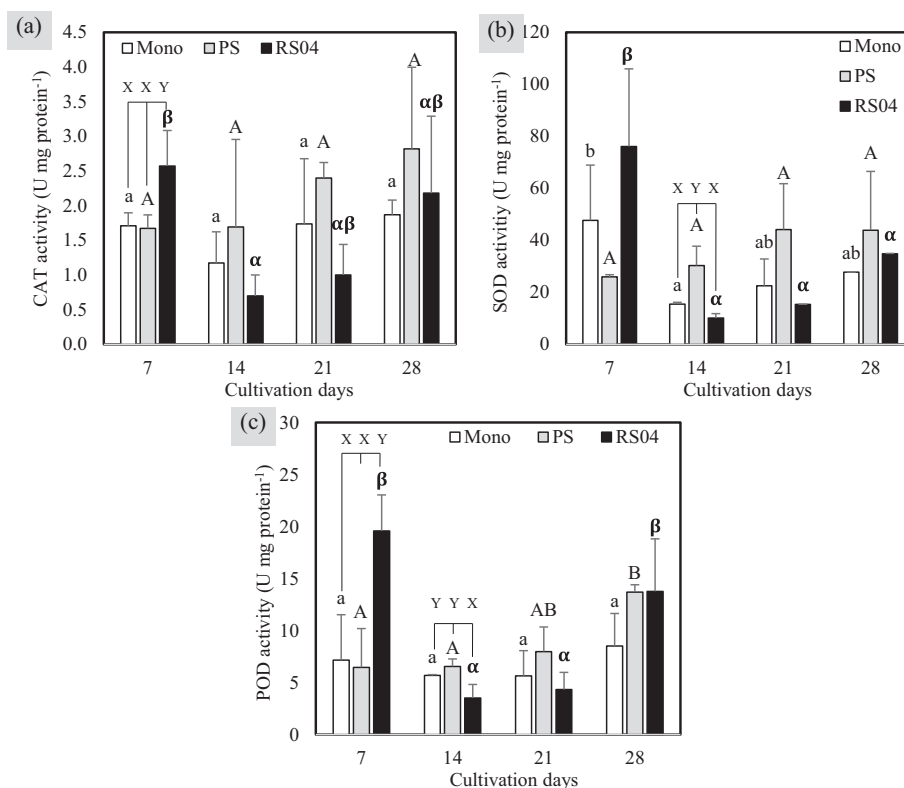 (a)
4.5
4.0
3.5
3.0
2.5
2.0
1.5
1.0
0.5
0.0
CAT activity (U mg protein⁻¹)
Mono PS RS04
X X Y
a A β
a A α
a A αβ
a A αβ
7 14 21 28
Cultivation days
(b)
120
100
80
60
40
20
0
SOD activitiy (U mg protein⁻¹)
Mono
PS
RS04
b A β
X Y X
a A α
ab A α
ab A α
7 14 21 28
Cultivation days
(c)
30
25
20
15
10
5
0
POD activity (U mg protein⁻¹)
Mono PS RS04
X X Y
a A β
Y Y X
a A α
a AB α
a B β
7 14 21 28
Cultivation days